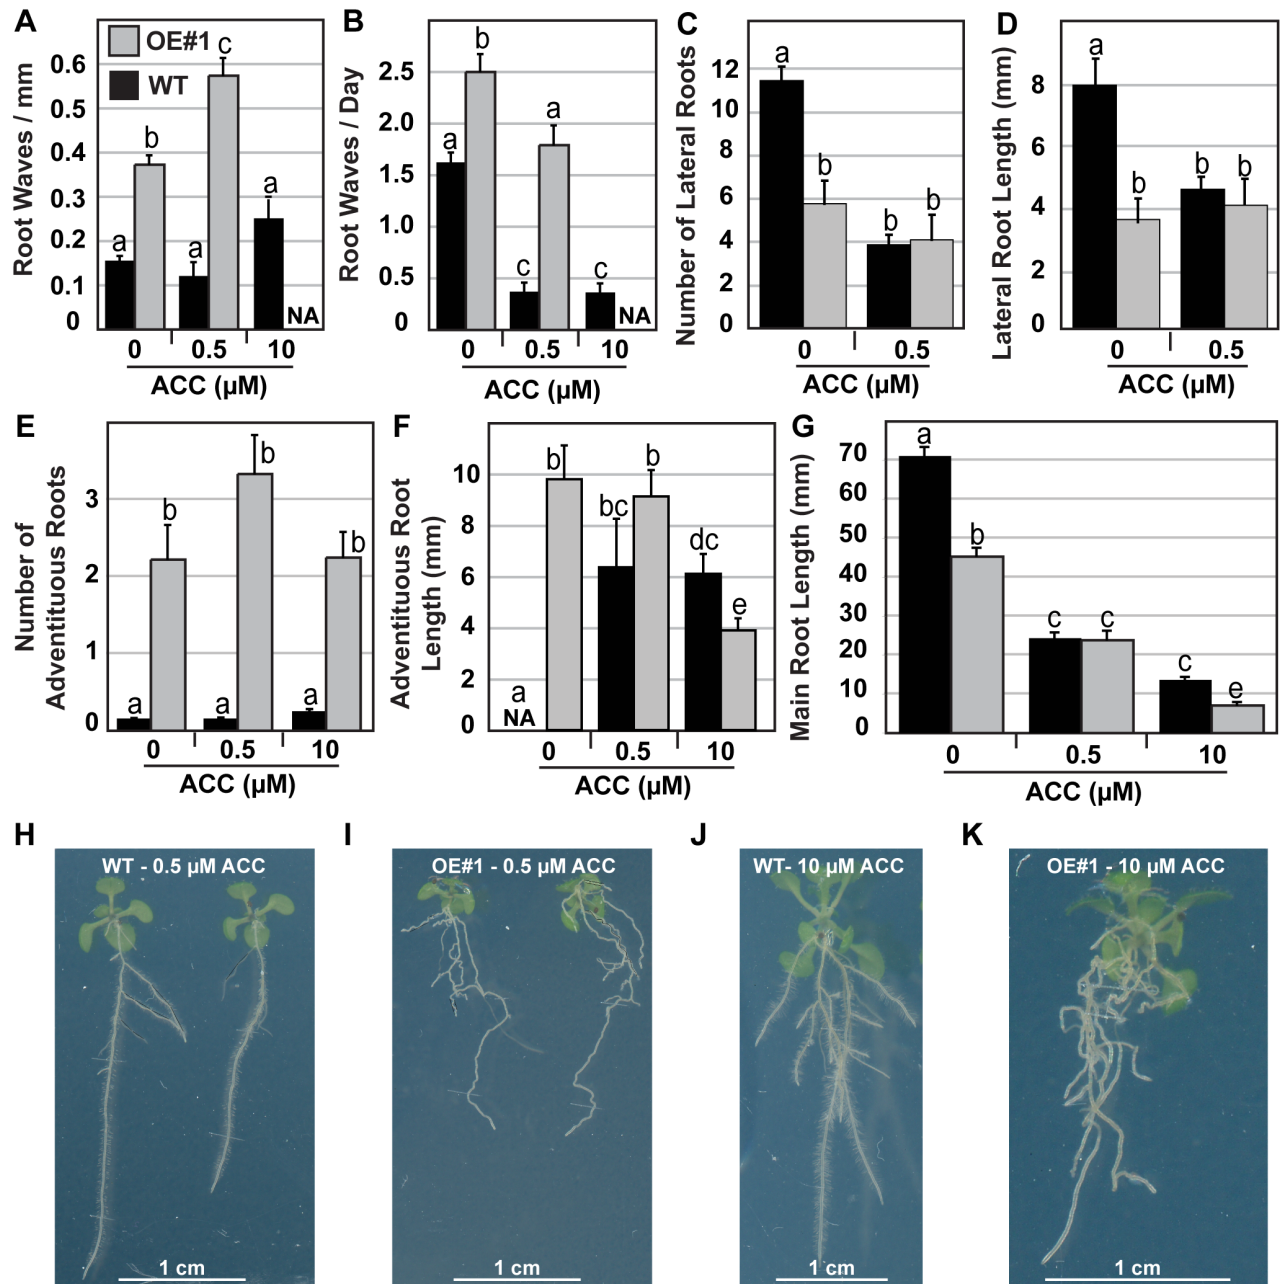 A
OE#1
WT
Root Waves / mm
0.6
0.5
0.4
0.3
0.2
0.1
0
a
b
a
c
a
NA
0
0.5
10
ACC (µM)
B
Root Waves / Day
2.5
2.0
1.5
1.0
0.5
0
a
b
c
a
c
NA
0
0.5
10
ACC (µM)
C
Number of Lateral Roots
12
10
8
6
4
2
0
a
b
b
b
0
0.5
ACC (µM)
D
Lateral Root Length (mm)
8
6
4
2
0
a
b
b
b
0
0.5
ACC (µM)
E
Number of
Adventituous Roots
3
2
1
0
a
b
a
b
a
b
0
0.5
10
ACC (µM)
F
Adventituous Root
Length (mm)
10
8
6
4
2
0
a
NA
b
bc
b
dc
e
0
0.5
10
ACC (µM)
G
Main Root Length (mm)
70
60
50
40
30
20
10
0
a
b
c
c
c
e
0
0.5
10
ACC (µM)
H
WT - 0.5 µM ACC
1 cm
I
OE#1 - 0.5 µM ACC
1 cm
J
WT- 10 µM ACC
1 cm
K
OE#1 - 10 µM ACC
1 cm